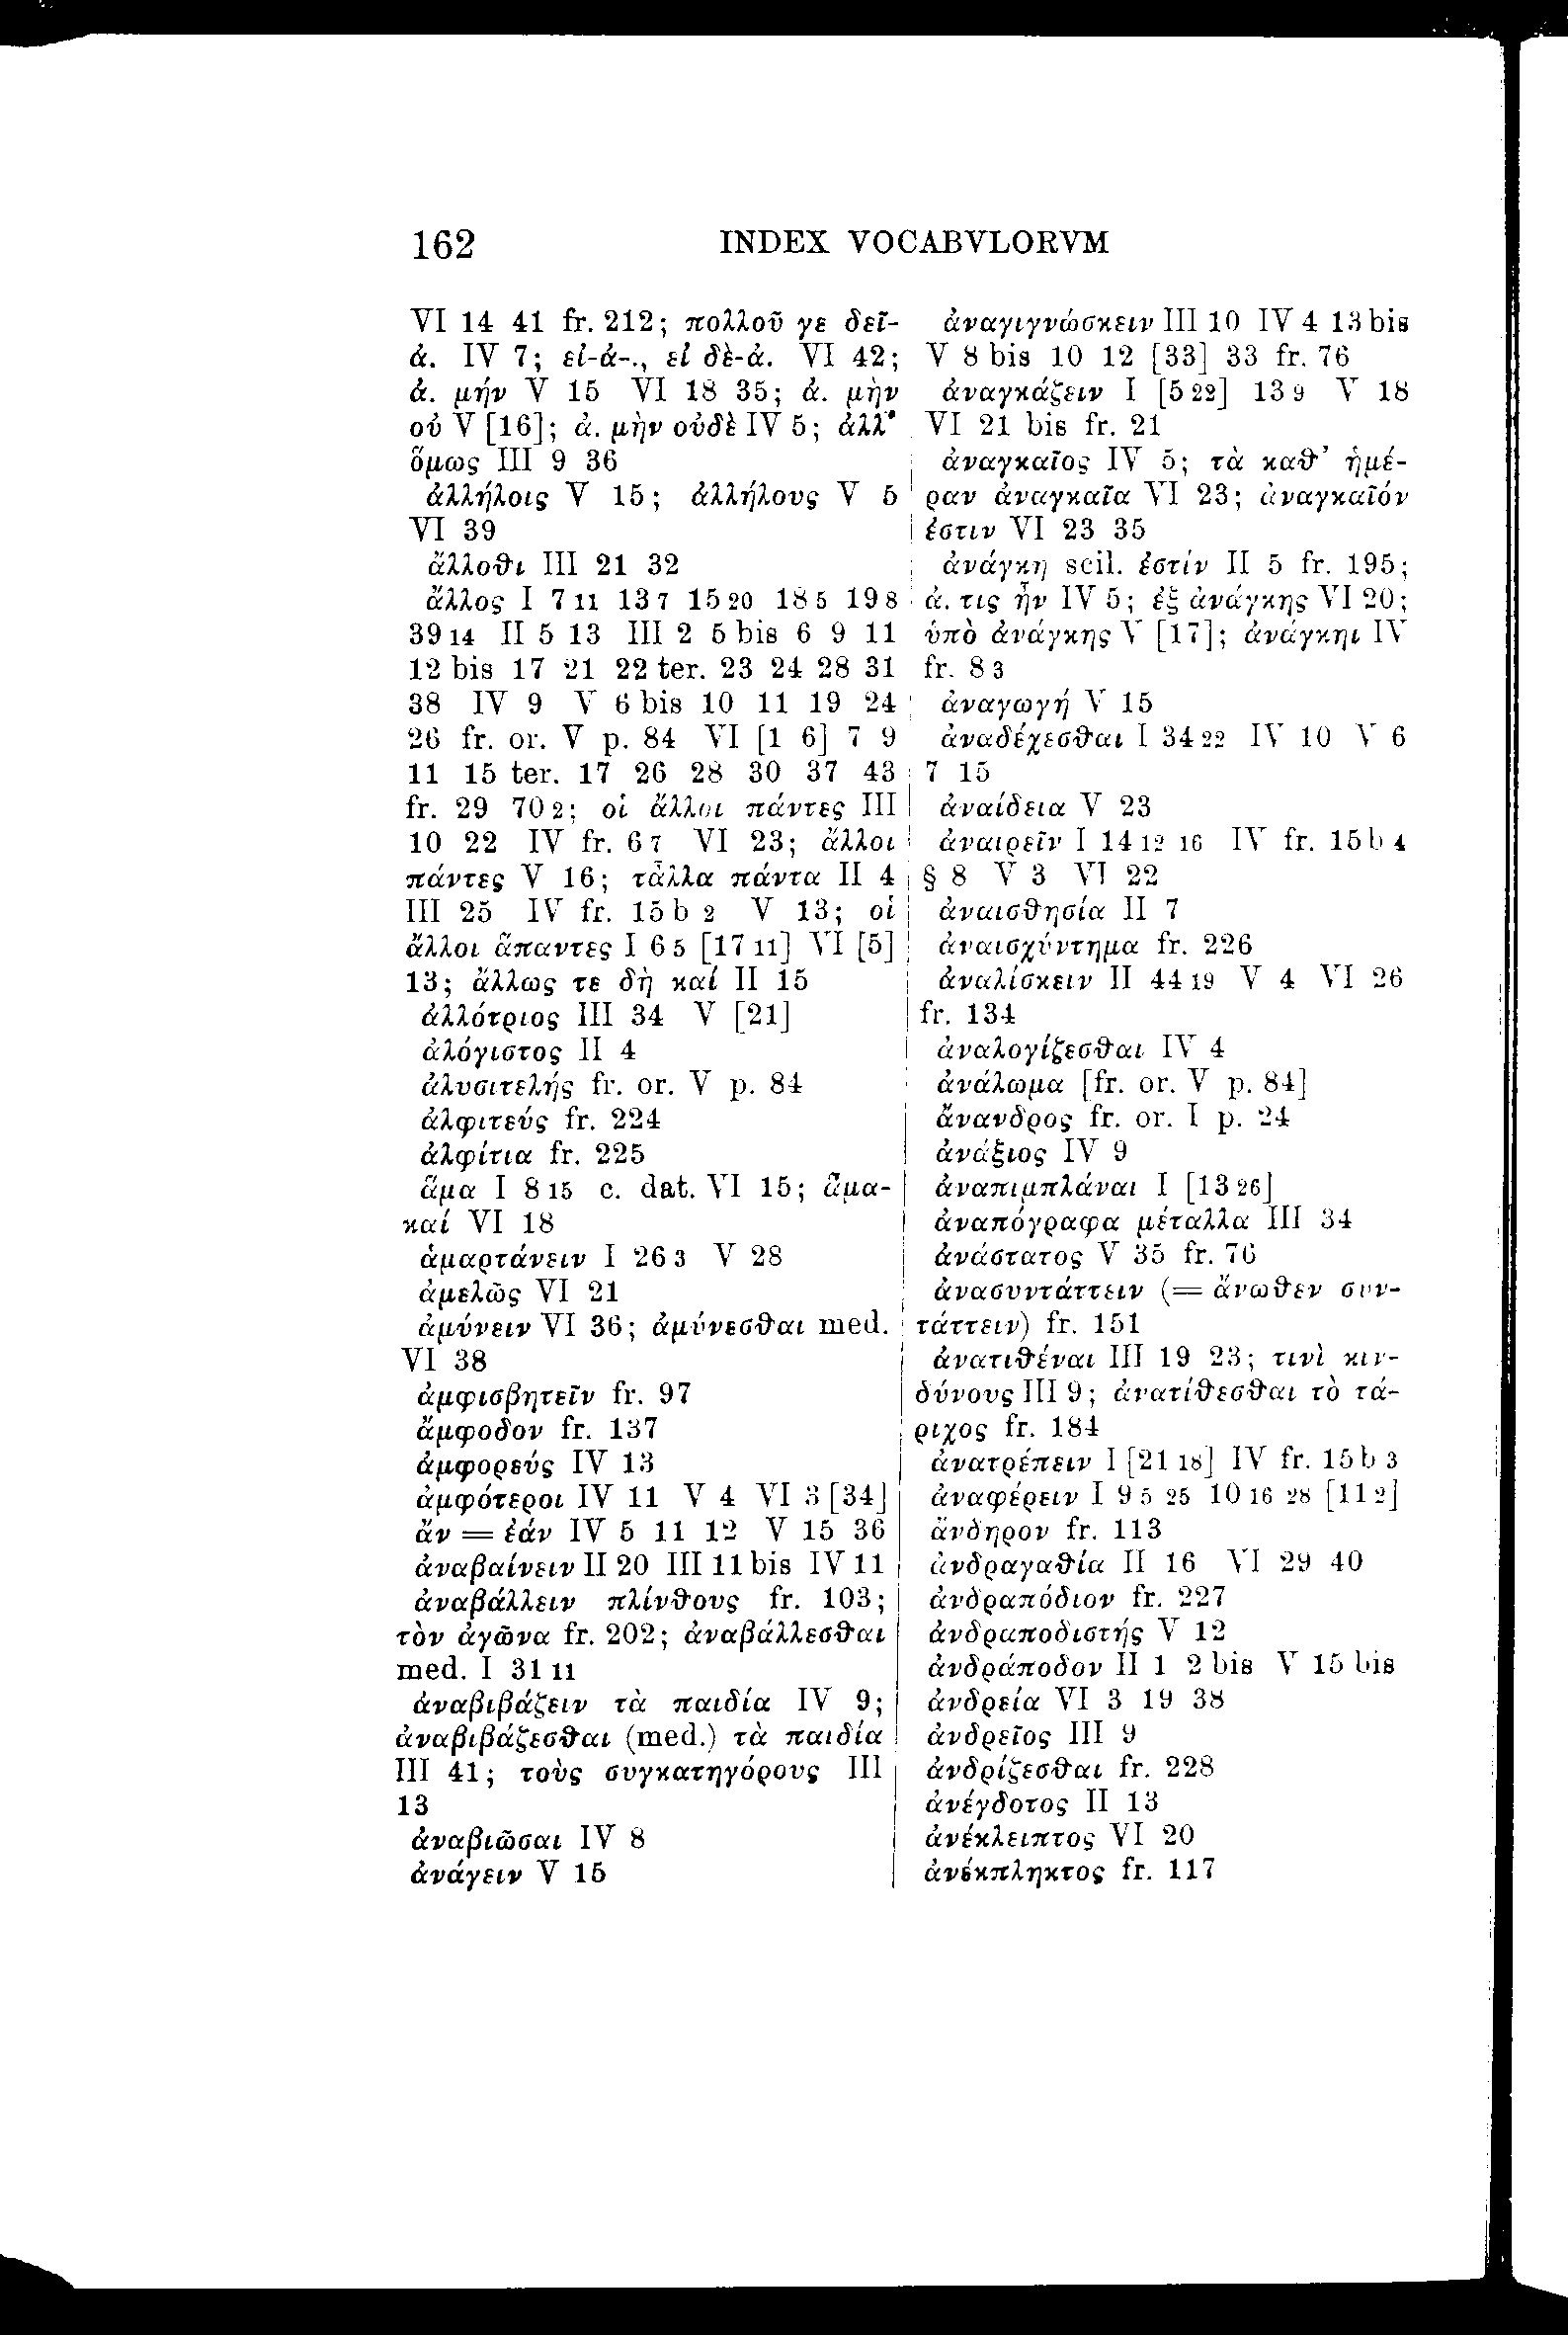 162 INDEX VOCABVLORVM
VI 14 41 fr. 212; πολλοῦ γε δεῖ-
ἀ. IV 7; εἰ-ἀ-., εἰ δὲ-ἀ. VI 42;
ἀ. μήν V 15 VI 18 35; ἀ. μὴν
οὐ V [16]; ἀ. μὴν οὐδὲ IV 5; ἀλλ'
ὅμως III 9 36
ἀλλήλοις V 15; ἀλλήλους V 5
VI 39
ἄλλοθι III 21 32
ἄλλος I 7 11 13 7 15 20 18 5 19 8
39 14 II 5 13 III 2 5 bis 6 9 11
12 bis 17 21 22 ter. 23 24 28 31
38 IV 9 V 6 bis 10 11 19 24
26 fr. or. V p. 84 VI [1 6] 7 9
11 15 ter. 17 26 28 30 37 43
fr. 29 70 2; οἱ ἄλλοι πάντες III
10 22 IV fr. 6 7 VI 23; ἄλλοι
πάντες V 16; τἆλλα πάντα II 4
III 25 IV fr. 15 b 2 V 13; οἱ
ἄλλοι ἅπαντες I 6 5 [17 11] VI [5]
13; ἄλλως τε δὴ καί II 15
ἀλλότριος III 34 V [21]
ἀλόγιστος II 4
ἀλυσιτελής fr. or. V p. 84
ἀλφιτεύς fr. 224
ἀλφίτια fr. 225
ἅμα I 8 15 c. dat. VI 15; ἅμα-
καί VI 18
ἁμαρτάνειν I 26 3 V 28
ἀμελῶς VI 21
ἀμύνειν VI 36; ἀμύνεσθαι med.
VI 38
ἀμφισβητεῖν fr. 97
ἄμφοδον fr. 137
ἀμφορεύς IV 13
ἀμφότεροι IV 11 V 4 VI 3 [34]
ἄν = ἐάν IV 5 11 12 V 15 36
ἀναβαίνειν II 20 III 11 bis IV 11
ἀναβάλλειν πλίνθους fr. 103;
τὸν ἀγῶνα fr. 202; ἀναβάλλεσθαι
med. I 31 11
ἀναβιβάζειν τὰ παιδία IV 9;
ἀναβιβάζεσθαι (med.) τὰ παιδία
III 41; τοὺς συγκατηγόρους III
13
ἀναβιῶσαι IV 8
ἀνάγειν V 15
ἀναγιγνώσκειν III 10 IV 4 13 bis
V 8 bis 10 12 [33] 33 fr. 76
ἀναγκάζειν I [5 22] 13 9 V 18
VI 21 bis fr. 21
ἀναγκαῖος IV 5; τὰ καθ' ἡμέ-
ραν ἀναγκαῖα VI 23; ἀναγκαῖόν
ἐστιν VI 23 35
ἀνάγκη scil. ἐστίν II 5 fr. 195;
ἀ. τις ἦν IV 5; ἐξ ἀνάγκης VI 20;
ὑπὸ ἀνάγκης V [17]; ἀνάγκηι IV
fr. 8 3
ἀναγωγή V 15
ἀναδέχεσθαι I 34 22 IV 10 V 6
7 15
ἀναίδεια V 23
ἀναιρεῖν I 14 12 16 IV fr. 15 b 4
§ 8 V 3 VI 22
ἀναισθησία II 7
ἀναισχύντημα fr. 226
ἀναλίσκειν II 44 19 V 4 VI 26
fr. 134
ἀναλογίζεσθαι IV 4
ἀνάλωμα [fr. or. V p. 84]
ἄνανδρος fr. or. I p. 24
ἀνάξιος IV 9
ἀναπιμπλάναι I [13 26]
ἀναπόγραφα μέταλλα III 34
ἀνάστατος V 35 fr. 76
ἀνασυντάττειν (= ἄνωθεν συν-
τάττειν) fr. 151
ἀνατιθέναι III 19 23; τινὶ κιν-
δύνους III 9; ἀνατίθεσθαι τὸ τά-
ριχος fr. 184
ἀνατρέπειν I [21 18] IV fr. 15 b 3
ἀναφέρειν I 9 5 25 10 16 28 [11 2]
ἄνδηρον fr. 113
ἀνδραγαθία II 16 VI 29 40
ἀνδραπόδιον fr. 227
ἀνδραποδιστής V 12
ἀνδράποδον II 1 2 bis V 15 bis
ἀνδρεία VI 3 19 38
ἀνδρεῖος III 9
ἀνδρίζεσθαι fr. 228
ἀνέγδοτος II 13
ἀνέκλειπτος VI 20
ἀνέκπληκτος fr. 117